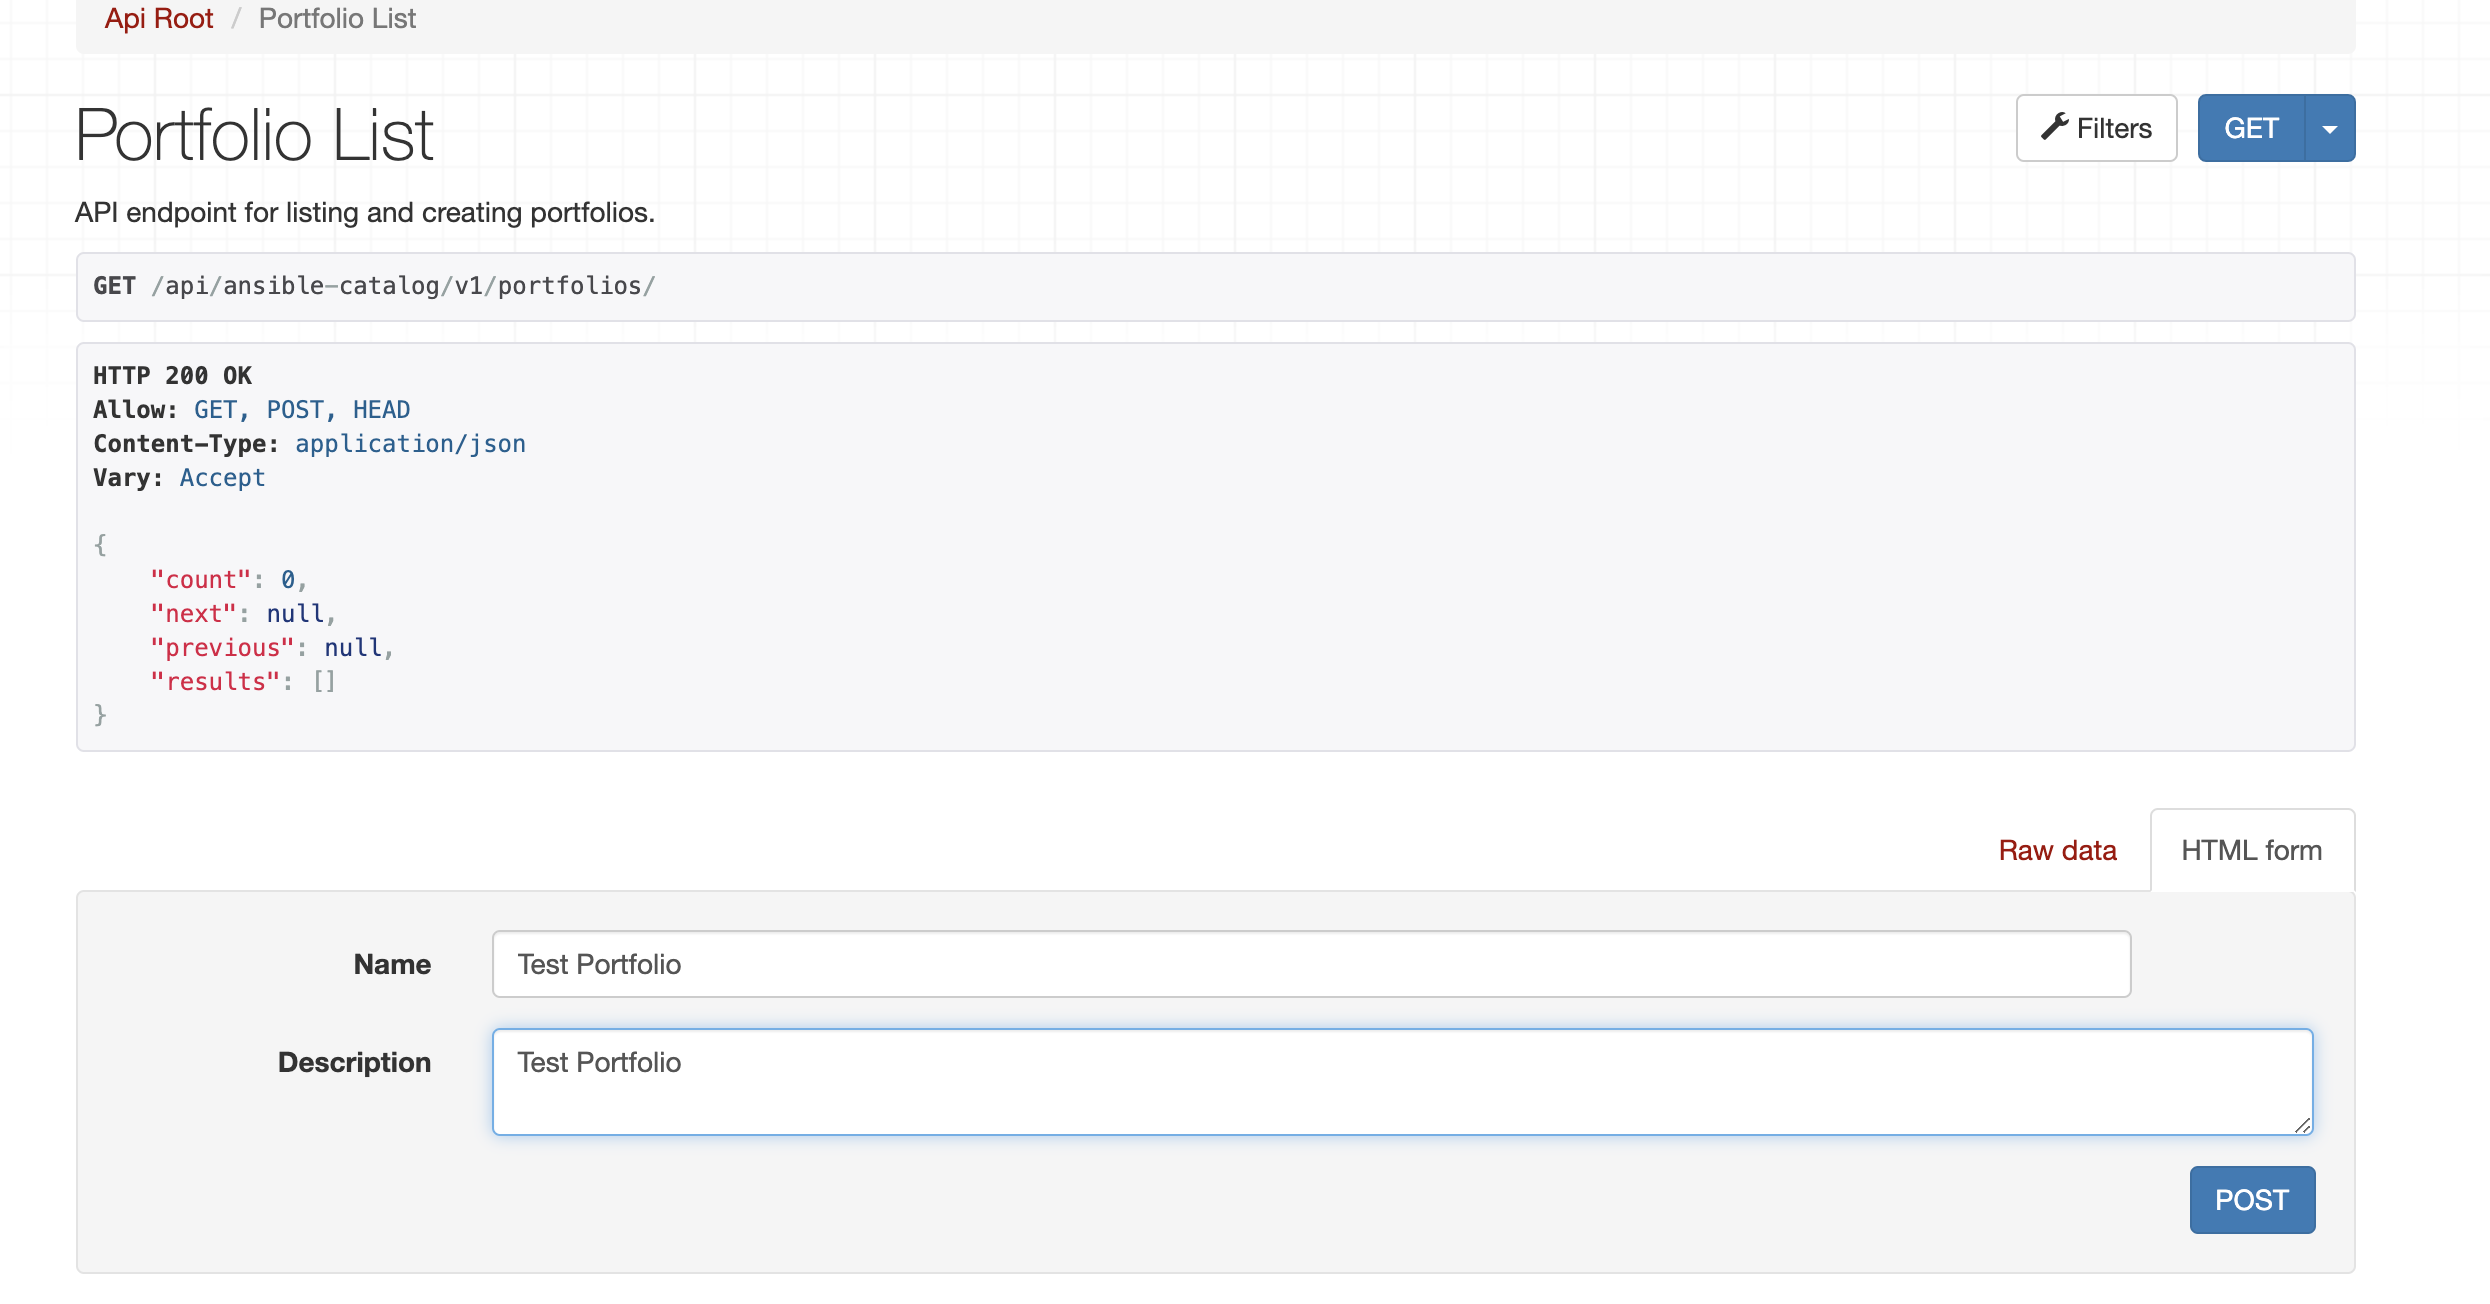 Api Root / Portfolio List
Portfolio List
Filters
GET
API endpoint for listing and creating portfolios.
GET /api/ansible-catalog/v1/portfolios/
HTTP 200 OK
Allow: GET, POST, HEAD
Content-Type: application/json
Vary: Accept
{
    "count": 0,
    "next": null,
    "previous": null,
    "results": []
}
Raw data
HTML form
Name
Test Portfolio
Description
Test Portfolio
POST